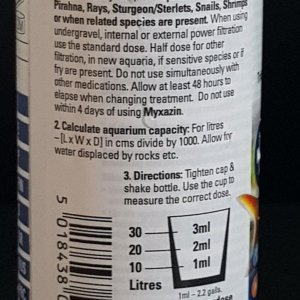 Pirahna, Rays, Sturgeon/Sterlets, Snails, Shrimps
or when related species are present. When using
undergravel, internal or external power filtration
use the standard dose. Half dose for other
filtration, in new aquaria, if sensitive species or if
fry are present. Do not use simultaneously with
other medications. Allow at least 48 hours to
elapse when changing treatment. Do not use
within 4 days of using Myxazin.
2. Calculate aquarium capacity: For litres
~[L x W x D] in cms divide by 1000. Allow for
water displaced by rocks etc.
3. Directions: Tighten cap &
shake bottle. Use the cup to
measure the correct dose.
30 3ml
20 2ml
10 1ml
Litres
1ml – 2.2 gals.
5 018438 0